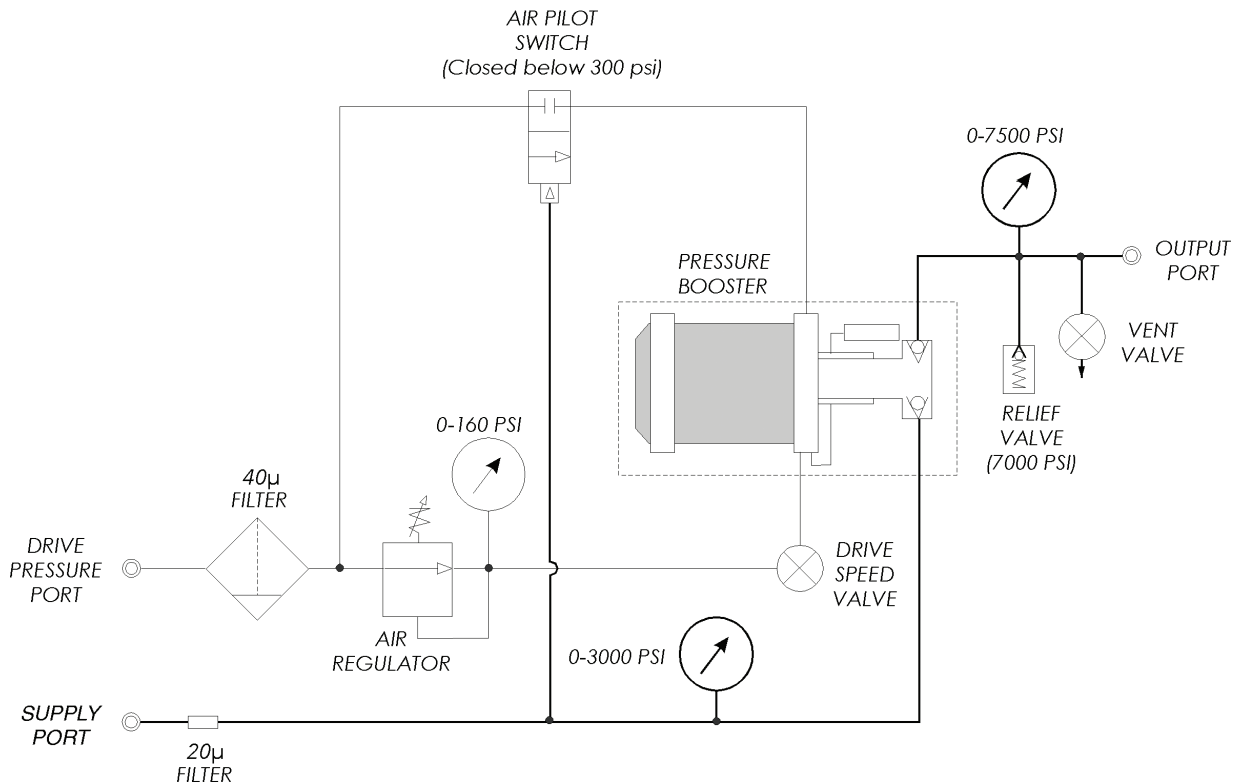 AIR PILOT
SWITCH
(Closed below 300 psi)
0-7500 PSI
OUTPUT
PORT
PRESSURE
BOOSTER
VENT
VALVE
RELIEF
VALVE
(7000 PSI)
0-160 PSI
40µ
FILTER
DRIVE
PRESSURE
PORT
DRIVE
SPEED
VALVE
AIR
REGULATOR
0-3000 PSI
SUPPLY
PORT
20µ
FILTER